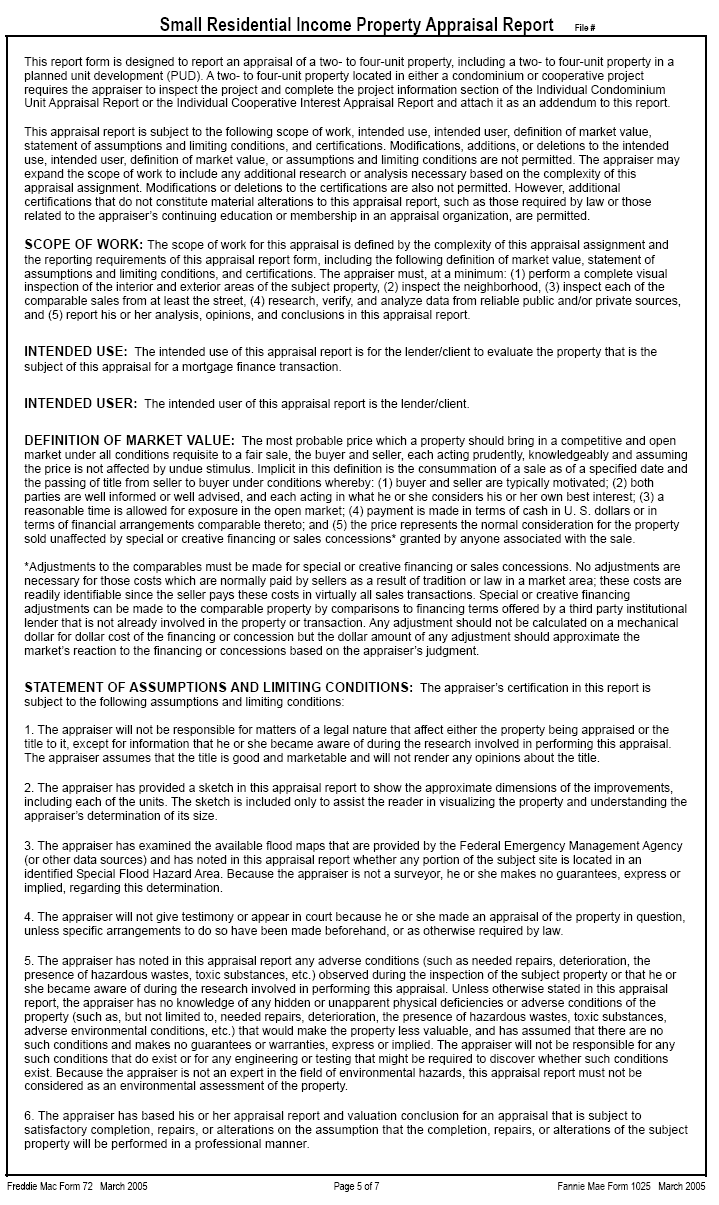 Small Residential Income Property Appraisal Report File #
This report form is designed to report an appraisal of a two- to four-unit property, including a two- to four-unit property in a
planned unit development (PUD). A two- to four-unit property located in either a condominium or cooperative project
requires the appraiser to inspect the project and complete the project information section of the Individual Condominium
Unit Appraisal Report or the Individual Cooperative Interest Appraisal Report and attach it as an addendum to this report.
This appraisal report is subject to the following scope of work, intended use, intended user, definition of market value,
statement of assumptions and limiting conditions, and certifications. Modifications, additions, or deletions to the intended
use, intended user, definition of market value, or assumptions and limiting conditions are not permitted. The appraiser may
expand the scope of work to include any additional research or analysis necessary based on the complexity of this
appraisal assignment. Modifications or deletions to the certifications are also not permitted. However, additional
certifications that do not constitute material alterations to this appraisal report, such as those required by law or those
related to the appraiser's continuing education or membership in an appraisal organization, are permitted.
SCOPE OF WORK: The scope of work for this appraisal is defined by the complexity of this appraisal assignment and
the reporting requirements of this appraisal report form, including the following definition of market value, statement of
assumptions and limiting conditions, and certifications. The appraiser must, at a minimum: (1) perform a complete visual
inspection of the interior and exterior areas of the subject property, (2) inspect the neighborhood, (3) inspect each of the
comparable sales from at least the street, (4) research, verify, and analyze data from reliable public and/or private sources,
and (5) report his or her analysis, opinions, and conclusions in this appraisal report.
INTENDED USE: The intended use of this appraisal report is for the lender/client to evaluate the property that is the
subject of this appraisal for a mortgage finance transaction.
INTENDED USER: The intended user of this appraisal report is the lender/client.
DEFINITION OF MARKET VALUE: The most probable price which a property should bring in a competitive and open
market under all conditions requisite to a fair sale, the buyer and seller, each acting prudently, knowledgeably and assuming
the price is not affected by undue stimulus. Implicit in this definition is the consummation of a sale as of a specified date and
the passing of title from seller to buyer under conditions whereby: (1) buyer and seller are typically motivated; (2) both
parties are well informed or well advised, and each acting in what he or she considers his or her own best interest; (3) a
reasonable time is allowed for exposure in the open market; (4) payment is made in terms of cash in U. S. dollars or in
terms of financial arrangements comparable thereto; and (5) the price represents the normal consideration for the property
sold unaffected by special or creative financing or sales concessions* granted by anyone associated with the sale.
*Adjustments to the comparables must be made for special or creative financing or sales concessions. No adjustments are
necessary for those costs which are normally paid by sellers as a result of tradition or law in a market area; these costs are
readily identifiable since the seller pays these costs in virtually all sales transactions. Special or creative financing
adjustments can be made to the comparable property by comparisons to financing terms offered by a third party institutional
lender that is not already involved in the property or transaction. Any adjustment should not be calculated on a mechanical
dollar for dollar cost of the financing or concession but the dollar amount of any adjustment should approximate the
market's reaction to the financing or concessions based on the appraiser's judgment.
STATEMENT OF ASSUMPTIONS AND LIMITING CONDITIONS: The appraiser's certification in this report is
subject to the following assumptions and limiting conditions:
1. The appraiser will not be responsible for matters of a legal nature that affect either the property being appraised or the
title to it, except for information that he or she became aware of during the research involved in performing this appraisal.
The appraiser assumes that the title is good and marketable and will not render any opinions about the title.
2. The appraiser has provided a sketch in this appraisal report to show the approximate dimensions of the improvements,
including each of the units. The sketch is included only to assist the reader in visualizing the property and understanding the
appraiser's determination of its size.
3. The appraiser has examined the available flood maps that are provided by the Federal Emergency Management Agency
(or other data sources) and has noted in this appraisal report whether any portion of the subject site is located in an
identified Special Flood Hazard Area. Because the appraiser is not a surveyor, he or she makes no guarantees, express or
implied, regarding this determination.
4. The appraiser will not give testimony or appear in court because he or she made an appraisal of the property in question,
unless specific arrangements to do so have been made beforehand, or as otherwise required by law.
5. The appraiser has noted in this appraisal report any adverse conditions (such as needed repairs, deterioration, the
presence of hazardous wastes, toxic substances, etc.) observed during the inspection of the subject property or that he or
she became aware of during the research involved in performing this appraisal. Unless otherwise stated in this appraisal
report, the appraiser has no knowledge of any hidden or unapparent physical deficiencies or adverse conditions of the
property (such as, but not limited to, needed repairs, deterioration, the presence of hazardous wastes, toxic substances,
adverse environmental conditions, etc.) that would make the property less valuable, and has assumed that there are no
such conditions and makes no guarantees or warranties, express or implied. The appraiser will not be responsible for any
such conditions that do exist or for any engineering or testing that might be required to discover whether such conditions
exist. Because the appraiser is not an expert in the field of environmental hazards, this appraisal report must not be
considered as an environmental assessment of the property.
6. The appraiser has based his or her appraisal report and valuation conclusion for an appraisal that is subject to
satisfactory completion, repairs, or alterations on the assumption that the completion, repairs, or alterations of the subject
property will be performed in a professional manner.
Freddie Mac Form 72 March 2005 Page 5 of 7 Fannie Mae Form 1025 March 2005